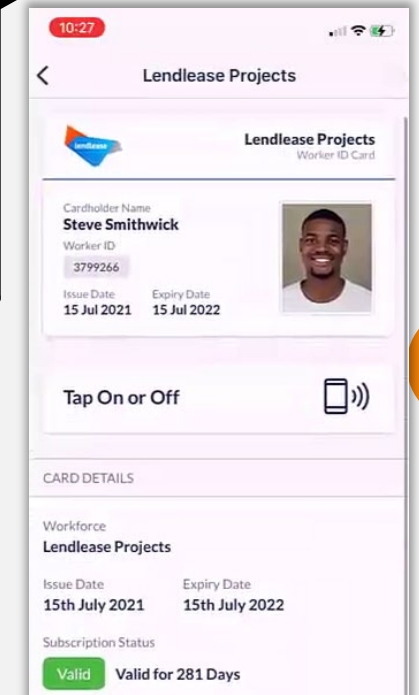 10:27
Lendlease Projects
lendlease
Lendlease Projects
Worker ID Card
Cardholder Name
Steve Smithwick
Worker ID
3799266
Issue Date Expiry Date
15 Jul 2021 15 Jul 2022
Tap On or Off
CARD DETAILS
Workforce
Lendlease Projects
Issue Date Expiry Date
15th July 2021 15th July 2022
Subscription Status
Valid Valid for 281 Days